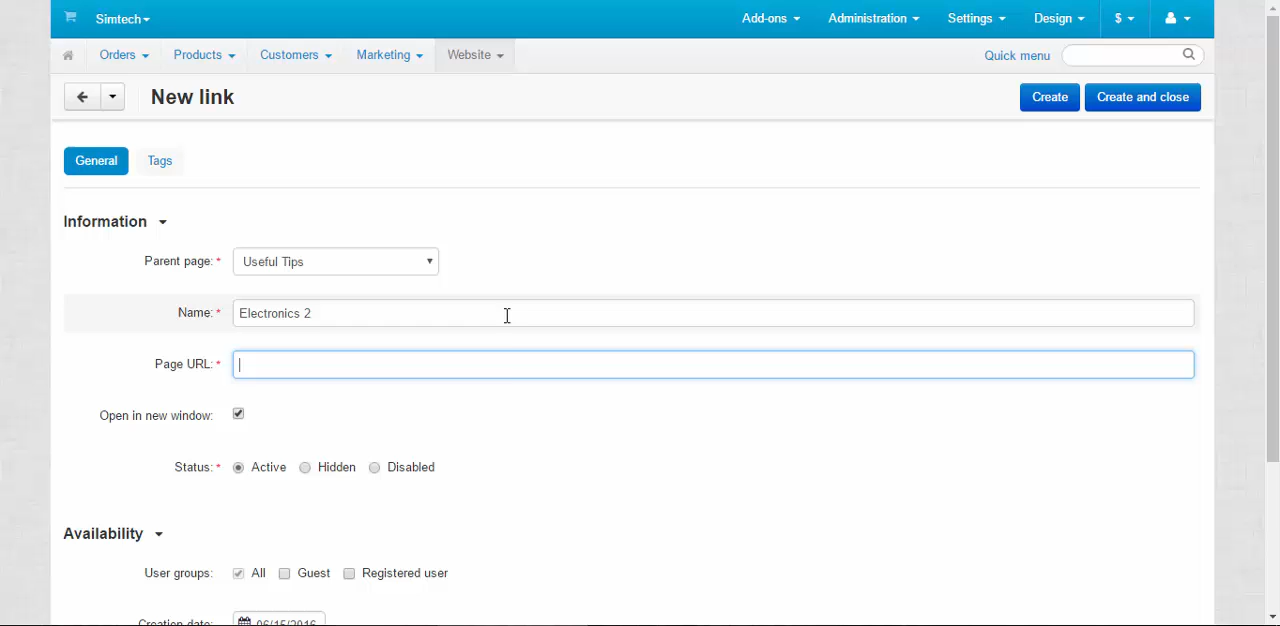 Simtech Add-ons Administration Settings Design $
Orders Products Customers Marketing Website Quick menu
New link Create Create and close
General Tags
Information
Parent page: * Useful Tips
Name: * Electronics 2
Page URL: *
Open in new window:
Status: * Active Hidden Disabled
Availability
User groups: All Guest Registered user
Creation date: 06/15/2016